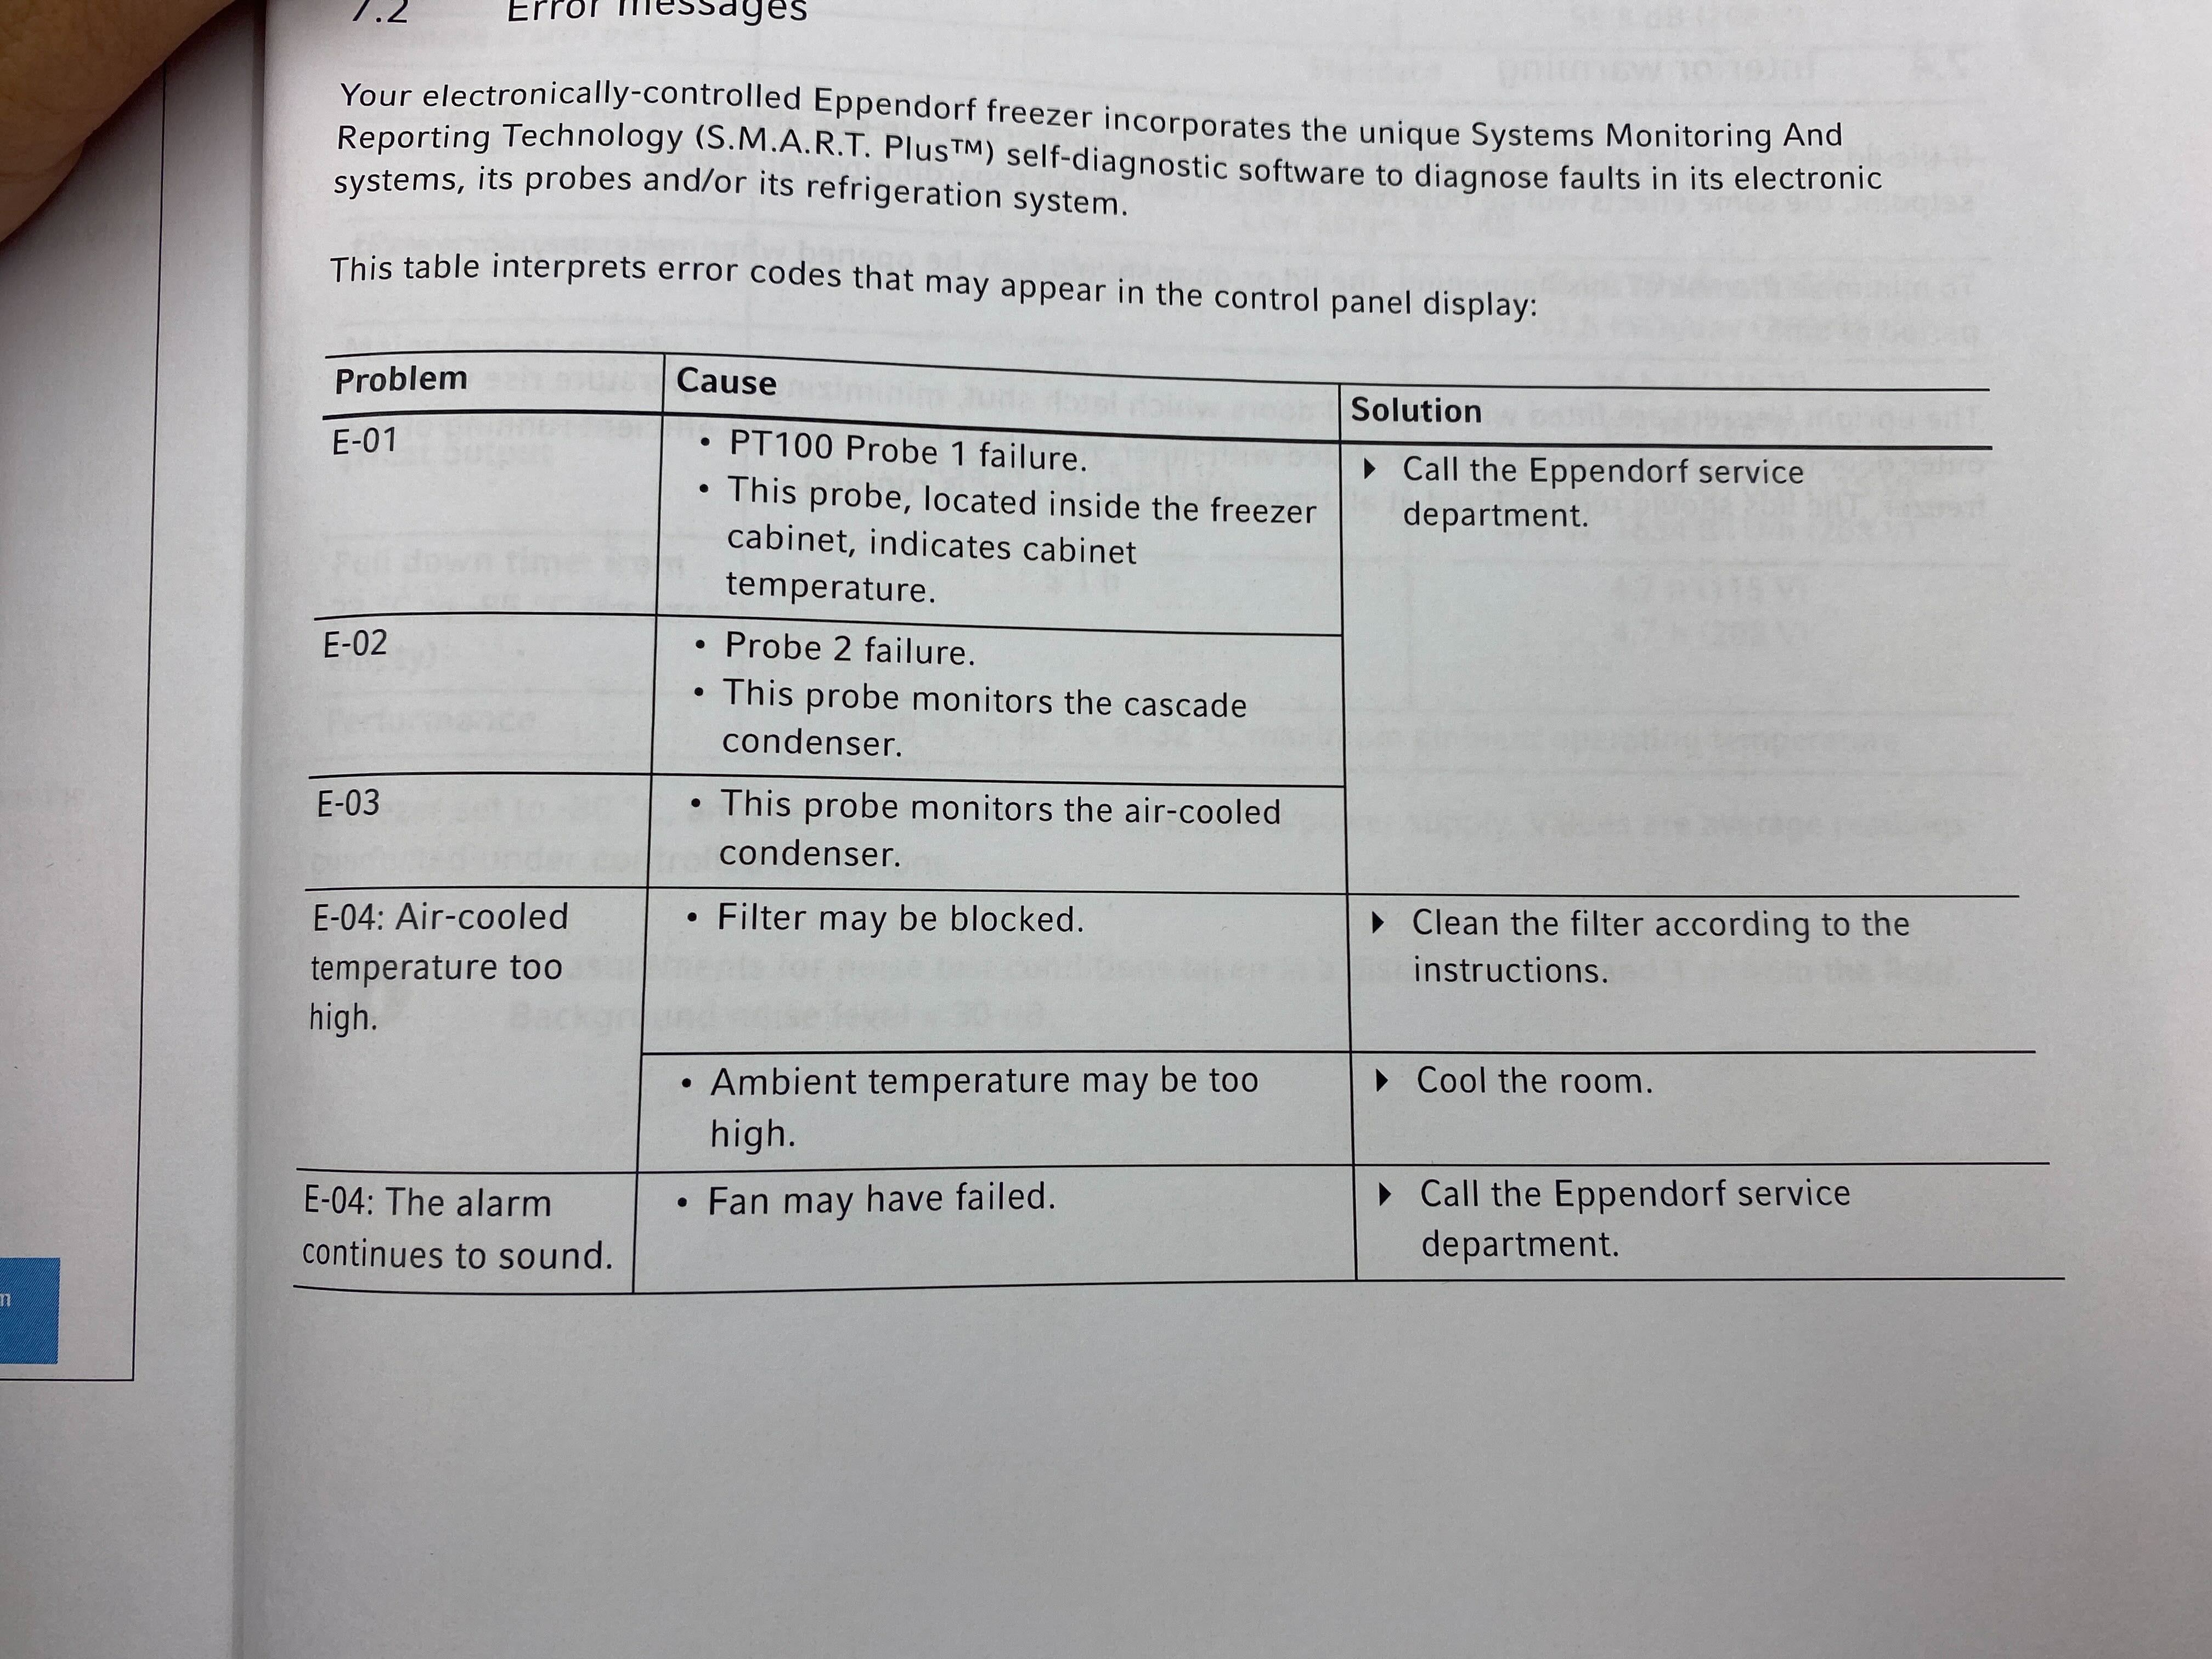 7.2 Error messages
Your electronically-controlled Eppendorf freezer incorporates the unique Systems Monitoring And
Reporting Technology (S.M.A.R.T. Plus™) self-diagnostic software to diagnose faults in its electronic
systems, its probes and/or its refrigeration system.
This table interprets error codes that may appear in the control panel display:
Problem
Cause
Solution
E-01
• PT100 Probe 1 failure.
• This probe, located inside the freezer
cabinet, indicates cabinet
temperature.
▶ Call the Eppendorf service
department.
E-02
• Probe 2 failure.
• This probe monitors the cascade
condenser.
E-03
• This probe monitors the air-cooled
condenser.
E-04: Air-cooled
temperature too
high.
• Filter may be blocked.
▶ Clean the filter according to the
instructions.
• Ambient temperature may be too
high.
▶ Cool the room.
E-04: The alarm
continues to sound.
• Fan may have failed.
▶ Call the Eppendorf service
department.